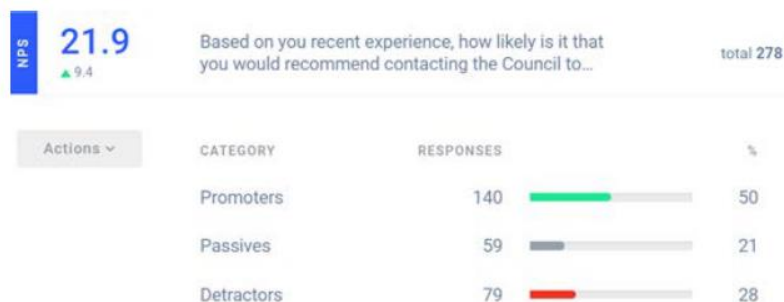 NPS
21.9
▲ 9.4
Based on you recent experience, how likely is it that
you would recommend contacting the Council to...
total 278
Actions
CATEGORY RESPONSES %
Promoters 140 50
Passives 59 21
Detractors 79 28